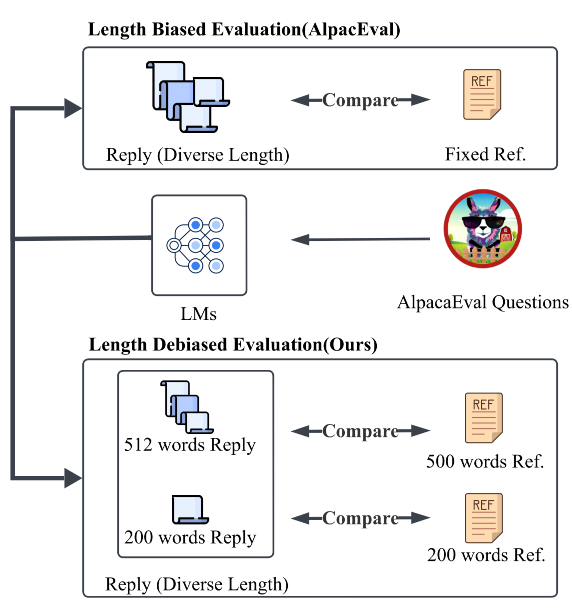 Length Biased Evaluation(AlpacEval)
REF
Compare
Reply (Diverse Length)
Fixed Ref.
LMs
AlpacaEval Questions
Length Debiased Evaluation(Ours)
REF
Compare
512 words Reply
500 words Ref.
REF
Compare
200 words Reply
200 words Ref.
Reply (Diverse Length)